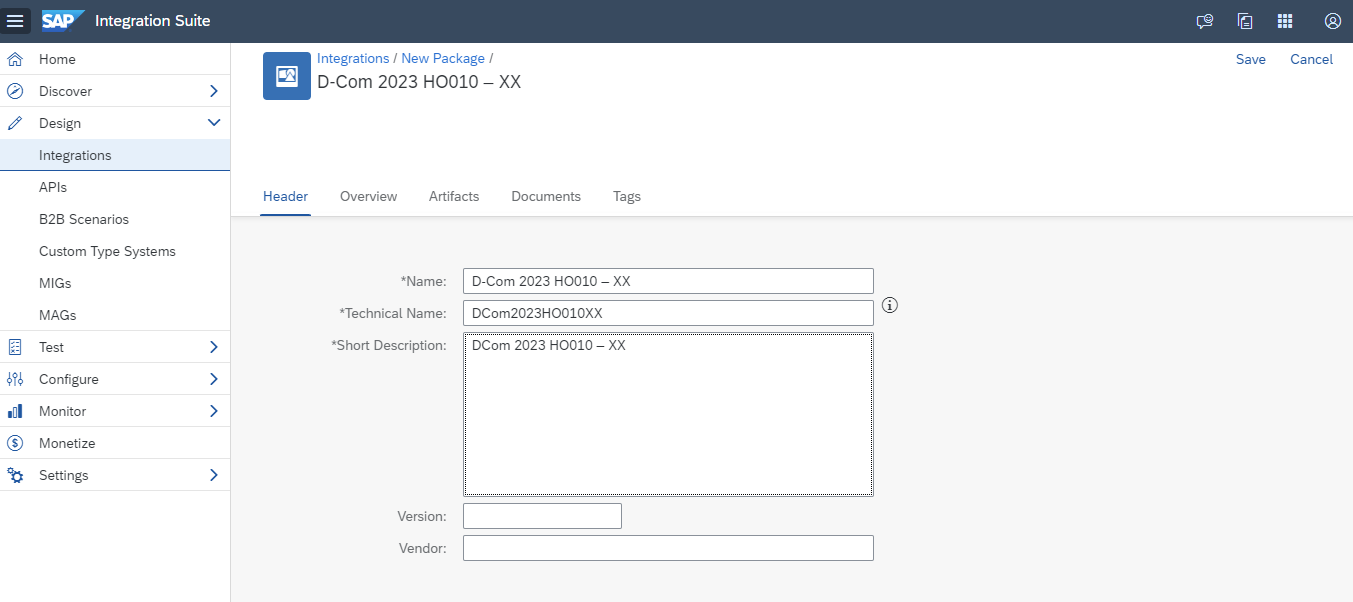 SAP Integration Suite
Home
Discover
Design
Integrations
APIs
B2B Scenarios
Custom Type Systems
MIGs
MAGs
Test
Configure
Monitor
Monetize
Settings
Integrations / New Package /
D-Com 2023 HO010 – XX
Save Cancel
Header Overview Artifacts Documents Tags
*Name: D-Com 2023 HO010 – XX
*Technical Name: DCom2023HO010XX
*Short Description: DCom 2023 HO010 – XX
Version:
Vendor: